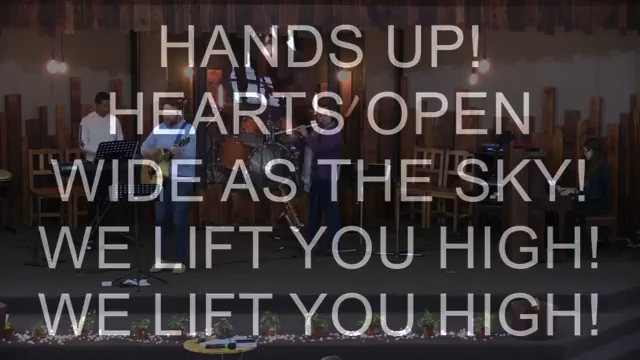 HANDS UP!
HEARTS OPEN
WIDE AS THE SKY!
WE LIFT YOU HIGH!
WE LIFT YOU HIGH!